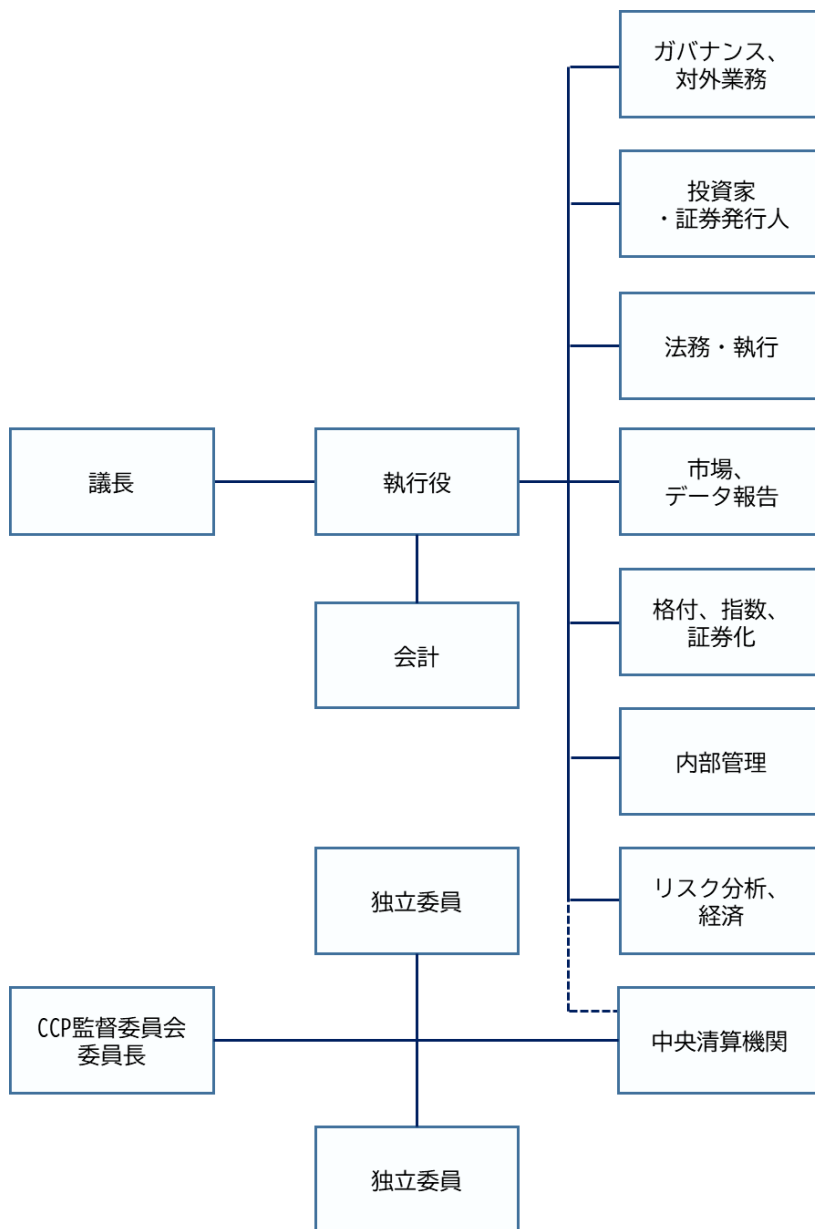 ガバナンス、
対外業務
投資家
・証券発行人
法務・執行
議長
執行役
市場、
データ報告
会計
格付、指数、
証券化
内部管理
独立委員
リスク分析、
経済
CCP監督委員会
委員長
中央清算機関
独立委員